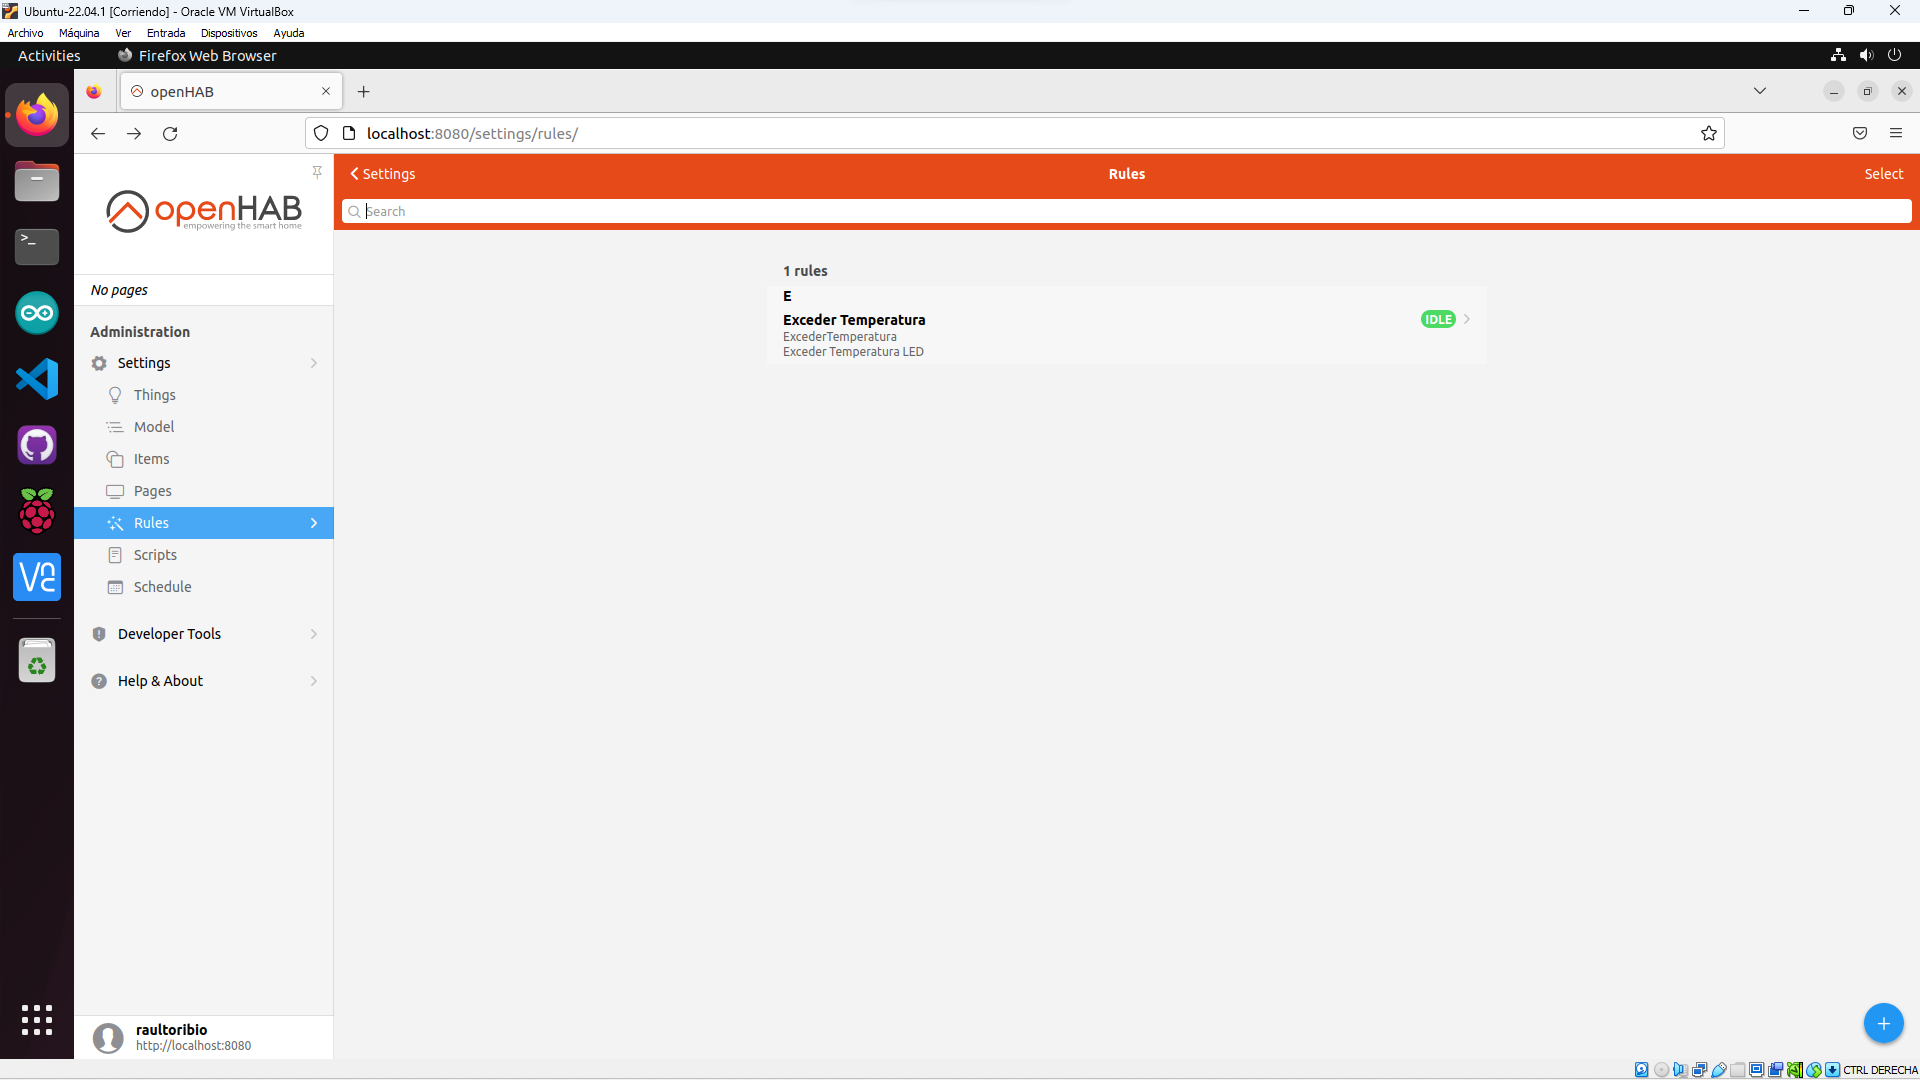 Ubuntu-22.04.1 [Corriendo] - Oracle VM VirtualBox
Archivo Máquina Ver Entrada Dispositivos Ayuda
Activities Firefox Web Browser
openHAB
localhost:8080/settings/rules/
openHAB
empowering the smart home
Settings Rules Select
Search
No pages
1 rules
E
Exceder Temperatura IDLE
ExcederTemperatura
Exceder Temperatura LED
Administration
Settings
Things
Model
Items
Pages
Rules
Scripts
Schedule
Developer Tools
Help & About
raultoribio
http://localhost:8080
CTRL DERECHA